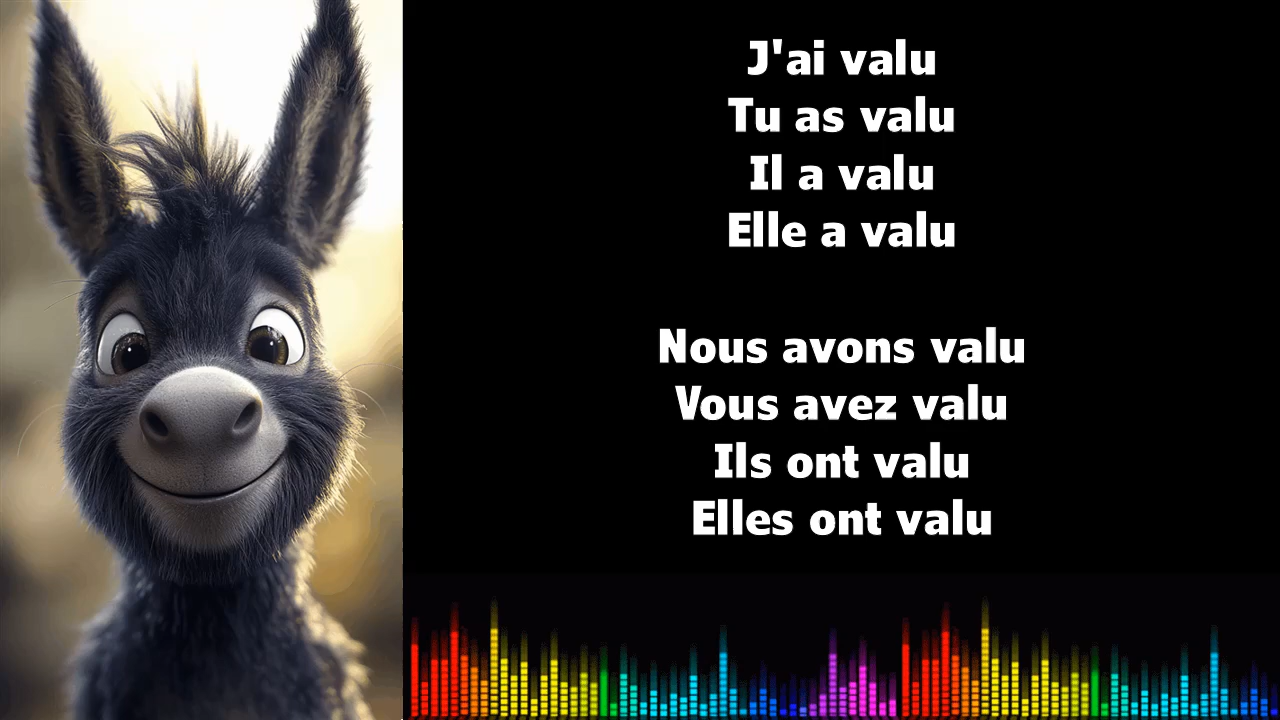 J'ai valu
Tu as valu
Il a valu
Elle a valu
Nous avons valu
Vous avez valu
Ils ont valu
Elles ont valu